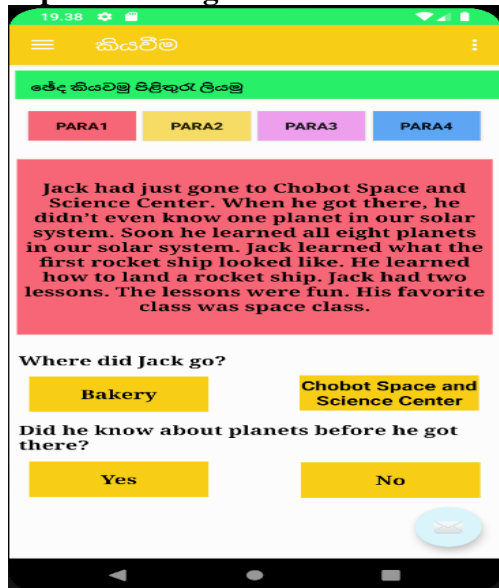 19.38
කියවීම
ඡේද කියවමු පිළිතුරු ලියමු
PARA1 PARA2 PARA3 PARA4
Jack had just gone to Chobot Space and
Science Center. When he got there, he
didn't even know one planet in our solar
system. Soon he learned all eight planets
in our solar system. Jack learned what the
first rocket ship looked like. He learned
how to land a rocket ship. Jack had two
lessons. The lessons were fun. His favorite
class was space class.
Where did Jack go?
Bakery
Chobot Space and
Science Center
Did he know about planets before he got
there?
Yes No